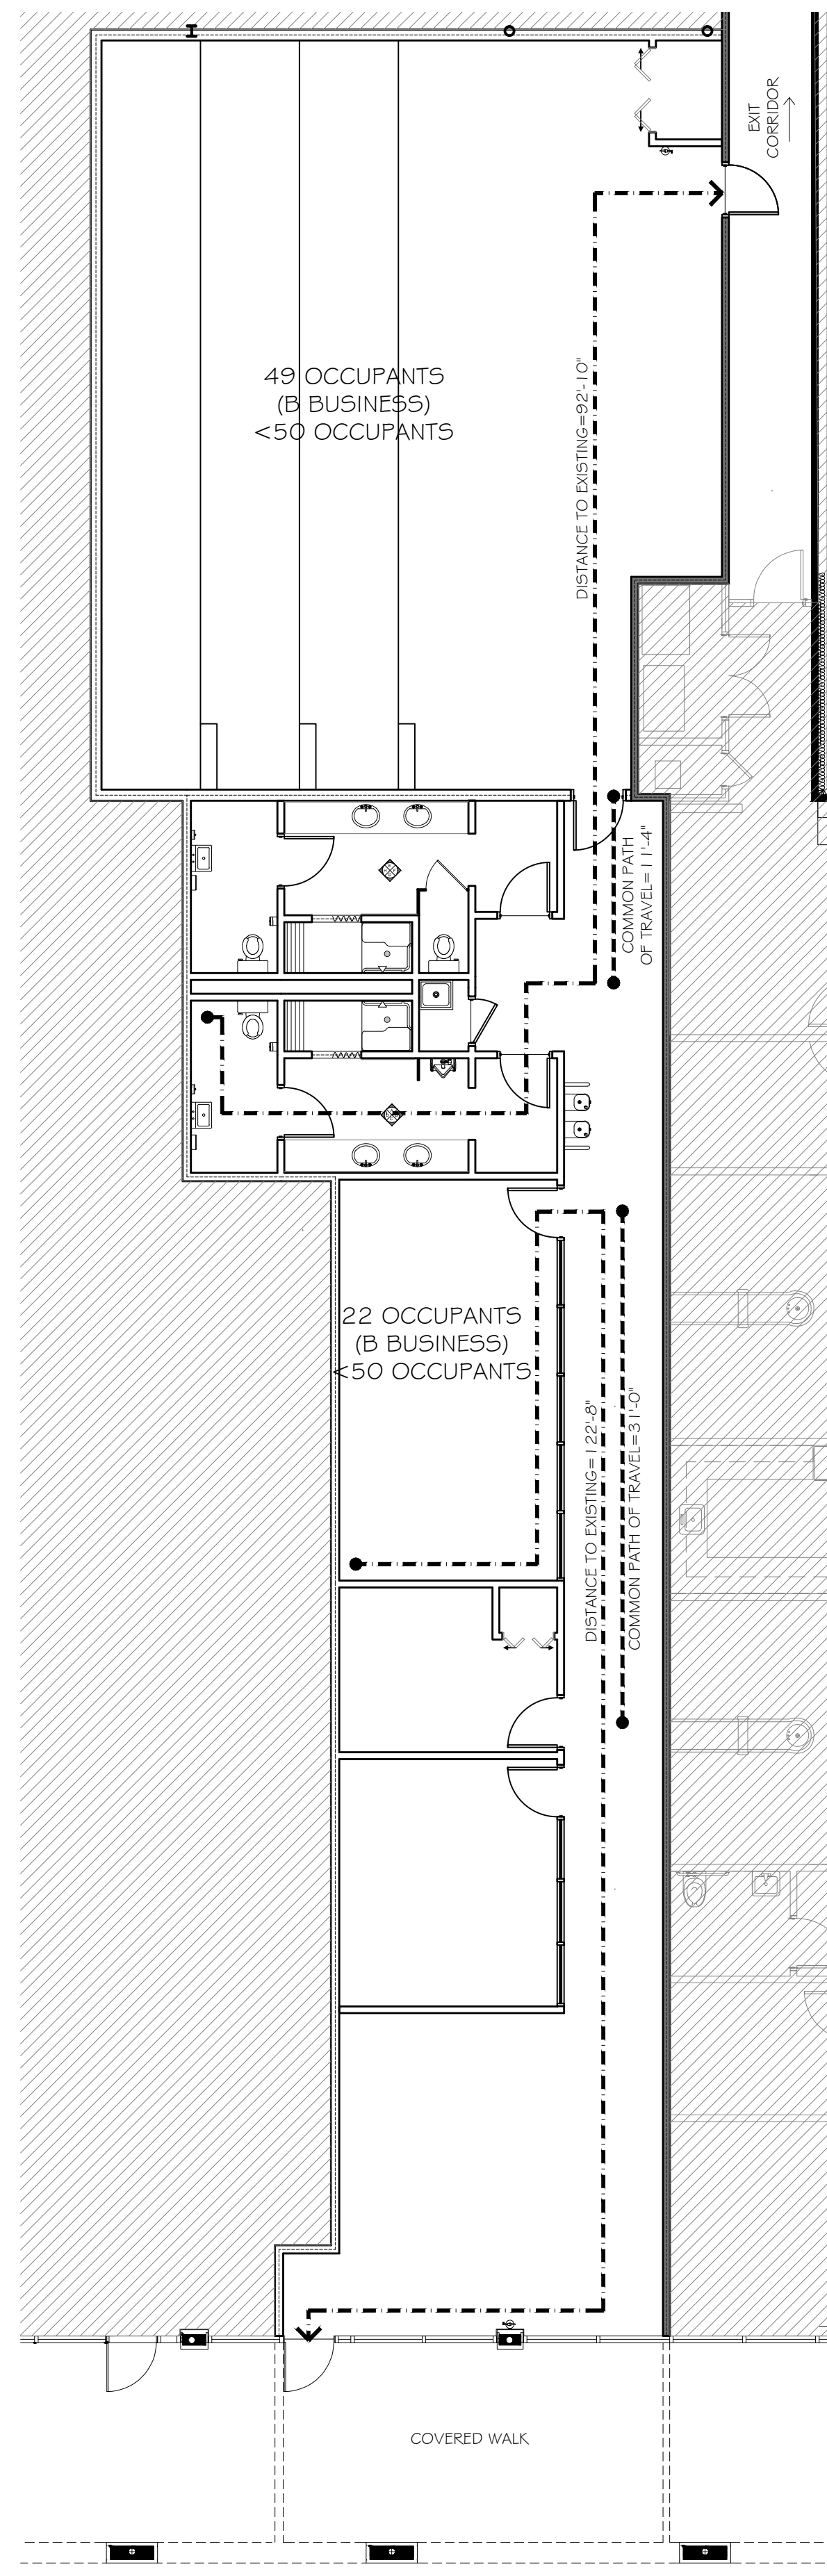 EXIT
CORRIDOR
49 OCCUPANTS
(B BUSINESS)
<50 OCCUPANTS
DISTANCE TO EXISTING=92'-10"
COMMON PATH
OF TRAVEL=11'-4"
22 OCCUPANTS
(B BUSINESS)
<50 OCCUPANTS
DISTANCE TO EXISTING=122'-8"
COMMON PATH OF TRAVEL=31'-0"
COVERED WALK